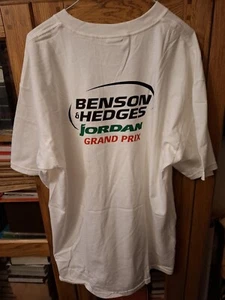 BENSON
& HEDGES
JORDAN
GRAND PRIX